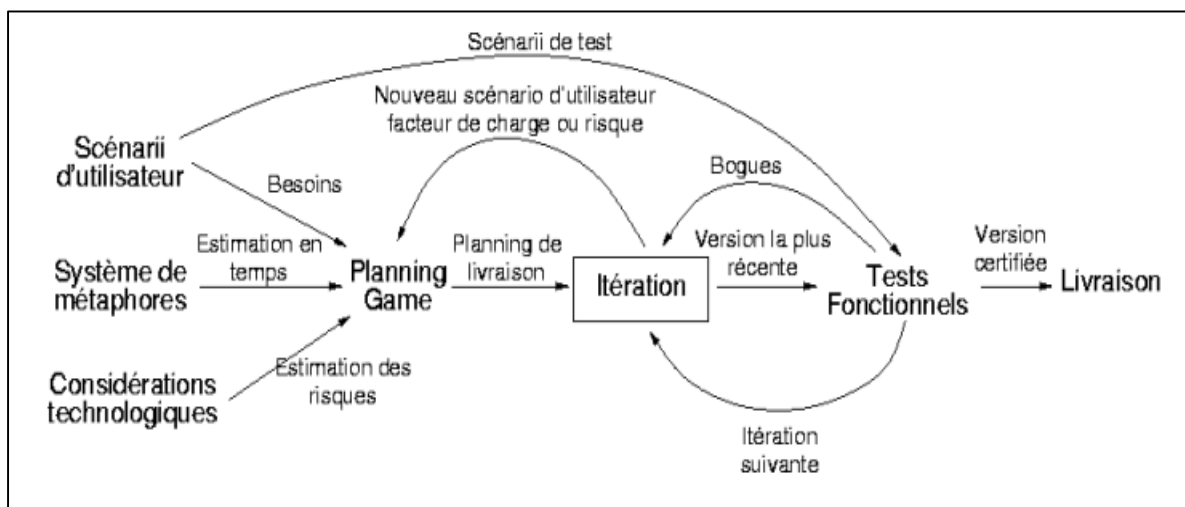 Scénarii de test
Nouveau scénario d'utilisateur
facteur de charge ou risque
Scénarii
d'utilisateur
Bogues
Besoins
Estimation en
temps
Planning de
livraison
Version la plus
récente
Version
certifiée
Système de
métaphores
Planning
Game
Itération
Tests
Fonctionnels
Livraison
Considérations
technologiques
Estimation des
risques
Itération
suivante